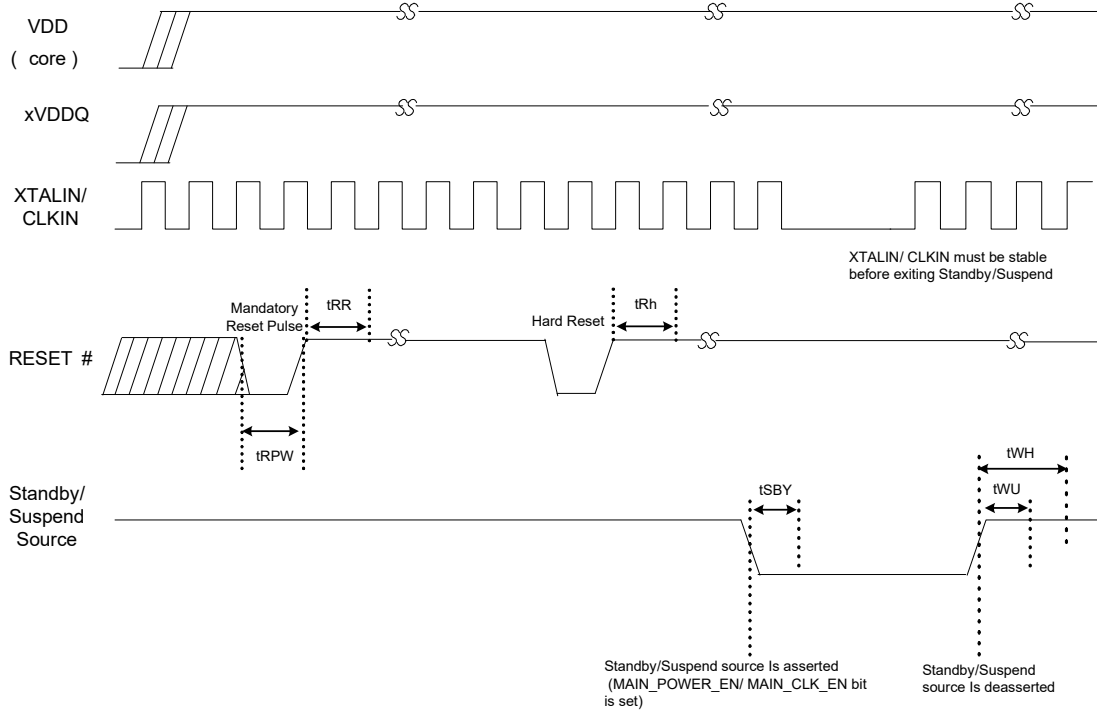 VDD
( core )
xVDDQ
XTALIN/
CLKIN
XTALIN/ CLKIN must be stable
before exiting Standby/Suspend
Mandatory
Reset Pulse
tRR
Hard Reset
tRh
RESET #
tRPW
Standby/
Suspend
Source
tSBY
tWH
tWU
Standby/Suspend source Is asserted
(MAIN_POWER_EN/ MAIN_CLK_EN bit
is set)
Standby/Suspend
source Is deasserted